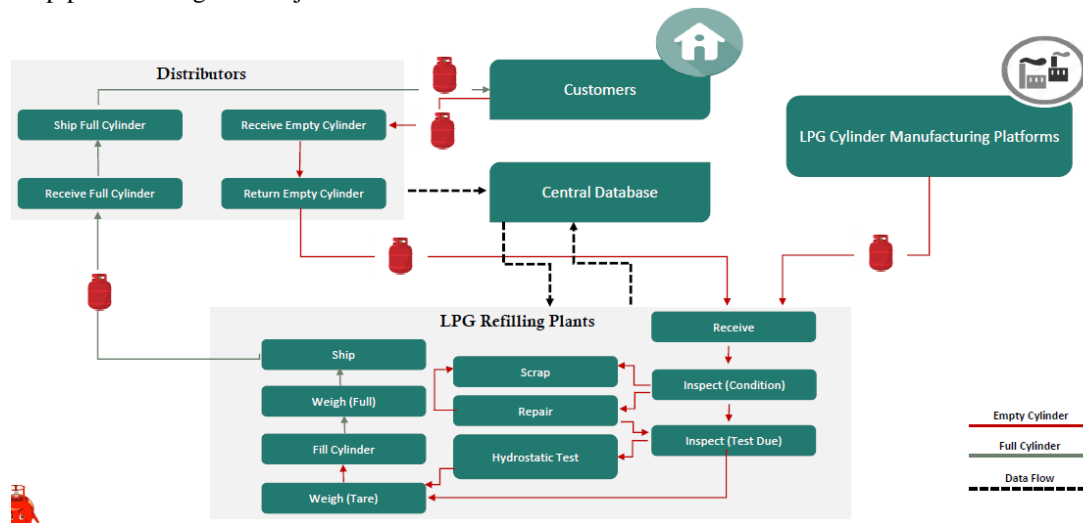 Distributors
Customers
LPG Cylinder Manufacturing Platforms
Ship Full Cylinder
Receive Empty Cylinder
Receive Full Cylinder
Return Empty Cylinder
Central Database
LPG Refilling Plants
Receive
Ship
Scrap
Inspect (Condition)
Weigh (Full)
Repair
Inspect (Test Due)
Fill Cylinder
Hydrostatic Test
Weigh (Tare)
Empty Cylinder
Full Cylinder
Data Flow